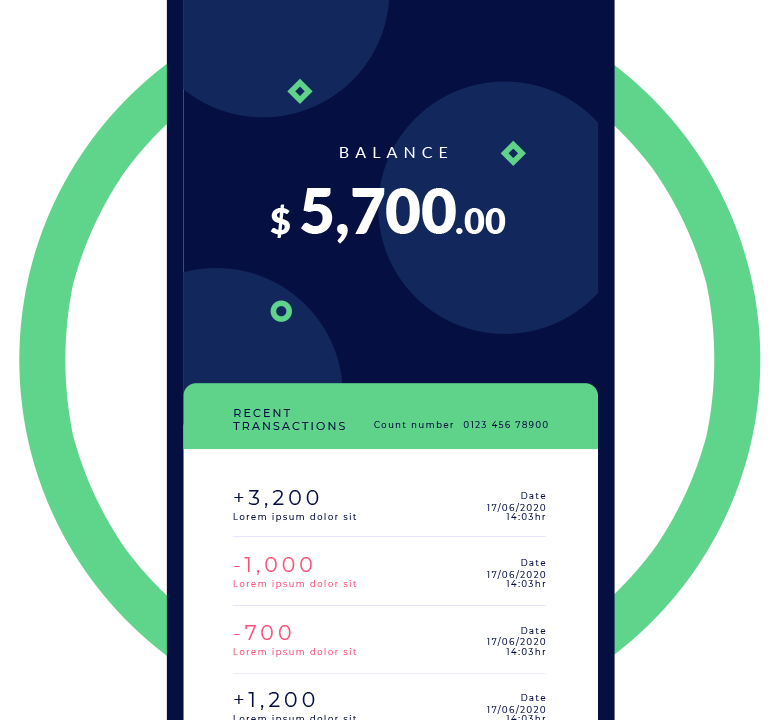 BALANCE
$ 5,700.00
RECENT
TRANSACTIONS
Count number 0123 456 78900
+3,200
Lorem ipsum dolor sit
Date
17/06/2020
14:03hr
-1,000
Lorem ipsum dolor sit
Date
17/06/2020
14:03hr
-700
Lorem ipsum dolor sit
Date
17/06/2020
14:03hr
+1,200
Lorem ipsum dolor sit
Date
17/06/2020
14:03hr